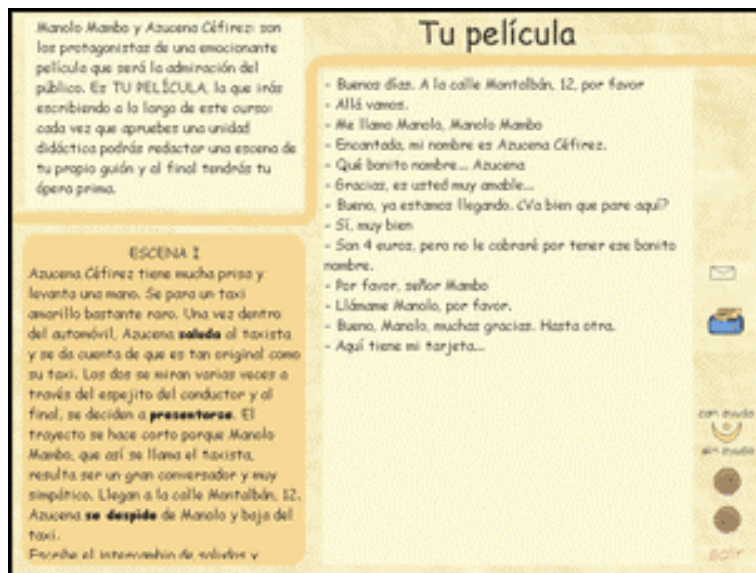 Manolo Mambo y Azucena Céfirez: son
los protagonistas de una emocionante
película que será la admiración del
público. Es TU PELÍCULA, la que irás
escribiendo a lo largo de este curso:
cada vez que apruebes una unidad
didáctica podrás redactar una escena de
tu propio guión y al final tendrás tu
ópera prima.
ESCENA I
Azucena Céfirez tiene mucha prisa y
levanta una mano. Se para un taxi
amarillo bastante raro. Una vez dentro
del automóvil, Azucena saluda al taxista
y se da cuenta de que es tan original como
su taxi. Los dos se miran varias veces a
través del espejito del conductor y al
final, se deciden a presentarse. El
trayecto se hace corto porque Manolo
Mambo, que así se llama el taxista,
resulta ser un gran conversador y muy
simpático. Llegan a la calle Montalbán, 12.
Azucena se despide de Manolo y baja del
taxi.
Escribe el intercambio de saludos y
Tu película
- Buenos días. A la calle Montalbán, 12, por favor
- Allá vamos.
- Me llamo Manolo, Manolo Mambo
- Encantada, mi nombre es Azucena Céfirez.
- Qué bonito nombre... Azucena
- Gracias, es usted muy amable...
- Bueno, ya estamos llegando. ¿Va bien que pare aquí?
- Sí, muy bien
- Son 4 euros, pero no le cobraré por tener ese bonito
nombre.
- Por favor, señor Mambo
- Llámame Manolo, por favor.
- Bueno, Manolo, muchas gracias. Hasta otra.
- Aquí tiene mi tarjeta...
con ayuda
sin ayuda
salir